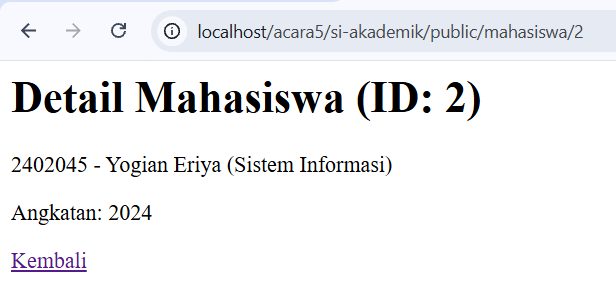 localhost/acara5/si-akademik/public/mahasiswa/2
Detail Mahasiswa (ID: 2)
2402045 - Yogian Eriya (Sistem Informasi)
Angkatan: 2024
Kembali